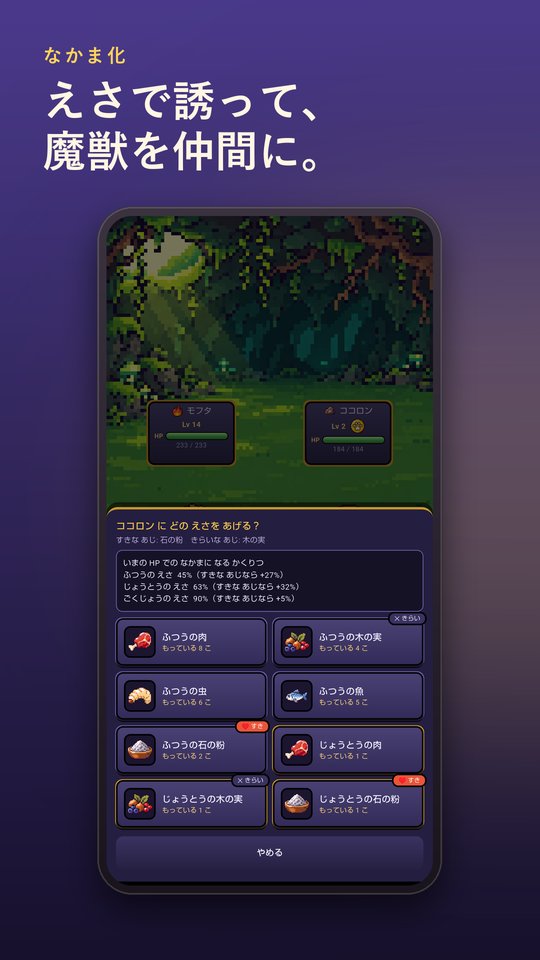 なかま化
えさで誘って、
魔獣を仲間に。
モフタ
Lv 14
HP
233 / 233
ココロン
Lv 2
HP
184 / 184
ココロン に どの えさを あげる？
すきな あじ: 石の粉　きらいな あじ: 木の実
いまの HP での なかまに なる かくりつ
ふつうの えさ 45%（すきな あじなら +27%）
じょうとうの えさ 63%（すきな あじなら +32%）
ごくじょうの えさ 90%（すきな あじなら +5%）
ふつうの肉
もっている 8 こ
× きらい
ふつうの木の実
もっている 4 こ
ふつうの虫
もっている 6 こ
ふつうの魚
もっている 5 こ
すき
ふつうの石の粉
もっている 2 こ
じょうとうの肉
もっている 1 こ
× きらい
じょうとうの木の実
もっている 1 こ
すき
じょうとうの石の粉
もっている 1 こ
やめる